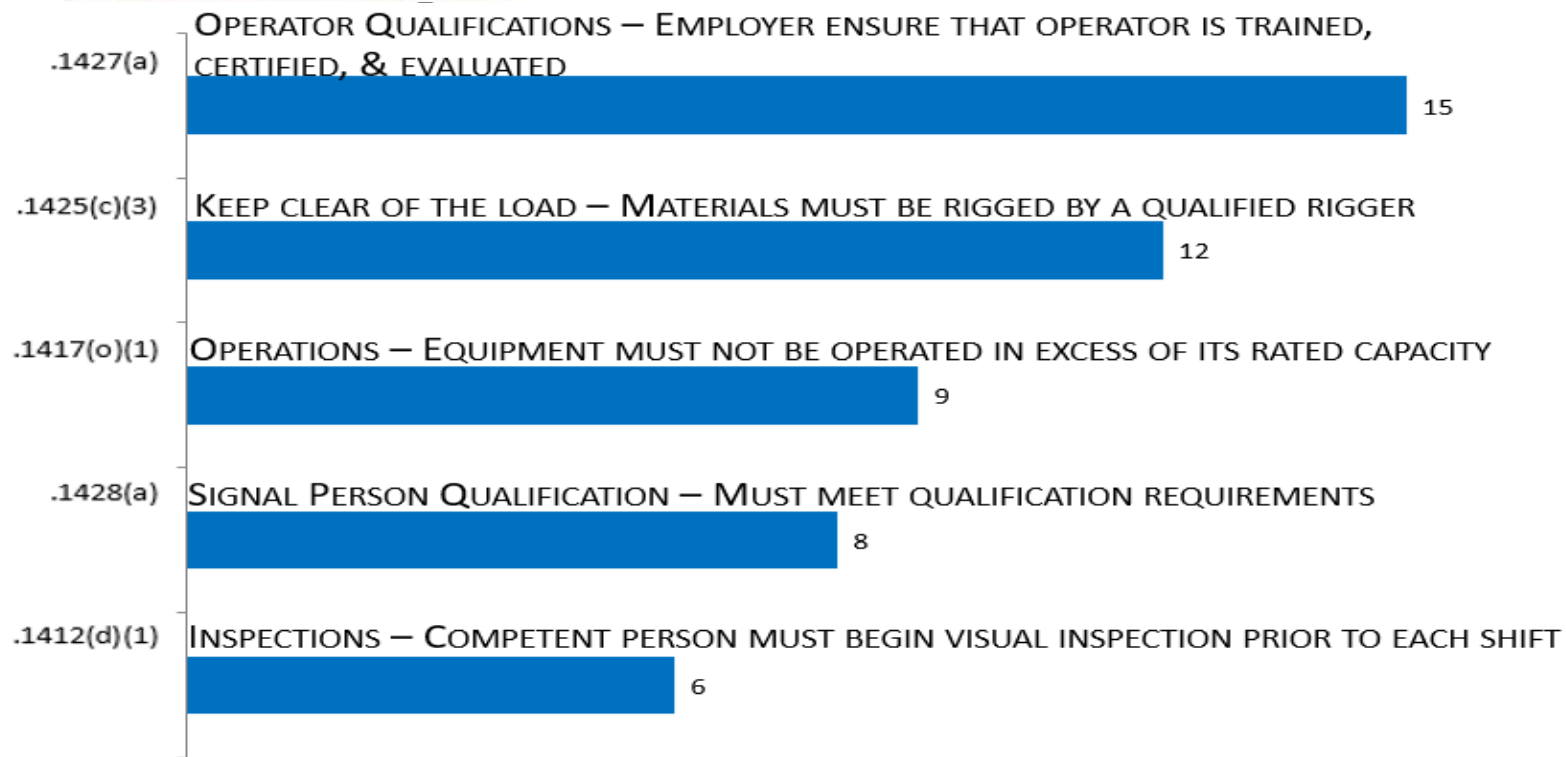 OPERATOR QUALIFICATIONS – EMPLOYER ENSURE THAT OPERATOR IS TRAINED,
.1427(a) CERTIFIED, & EVALUATED
15
.1425(c)(3) KEEP CLEAR OF THE LOAD – MATERIALS MUST BE RIGGED BY A QUALIFIED RIGGER
12
.1417(o)(1) OPERATIONS – EQUIPMENT MUST NOT BE OPERATED IN EXCESS OF ITS RATED CAPACITY
9
.1428(a) SIGNAL PERSON QUALIFICATION – MUST MEET QUALIFICATION REQUIREMENTS
8
.1412(d)(1) INSPECTIONS – COMPETENT PERSON MUST BEGIN VISUAL INSPECTION PRIOR TO EACH SHIFT
6